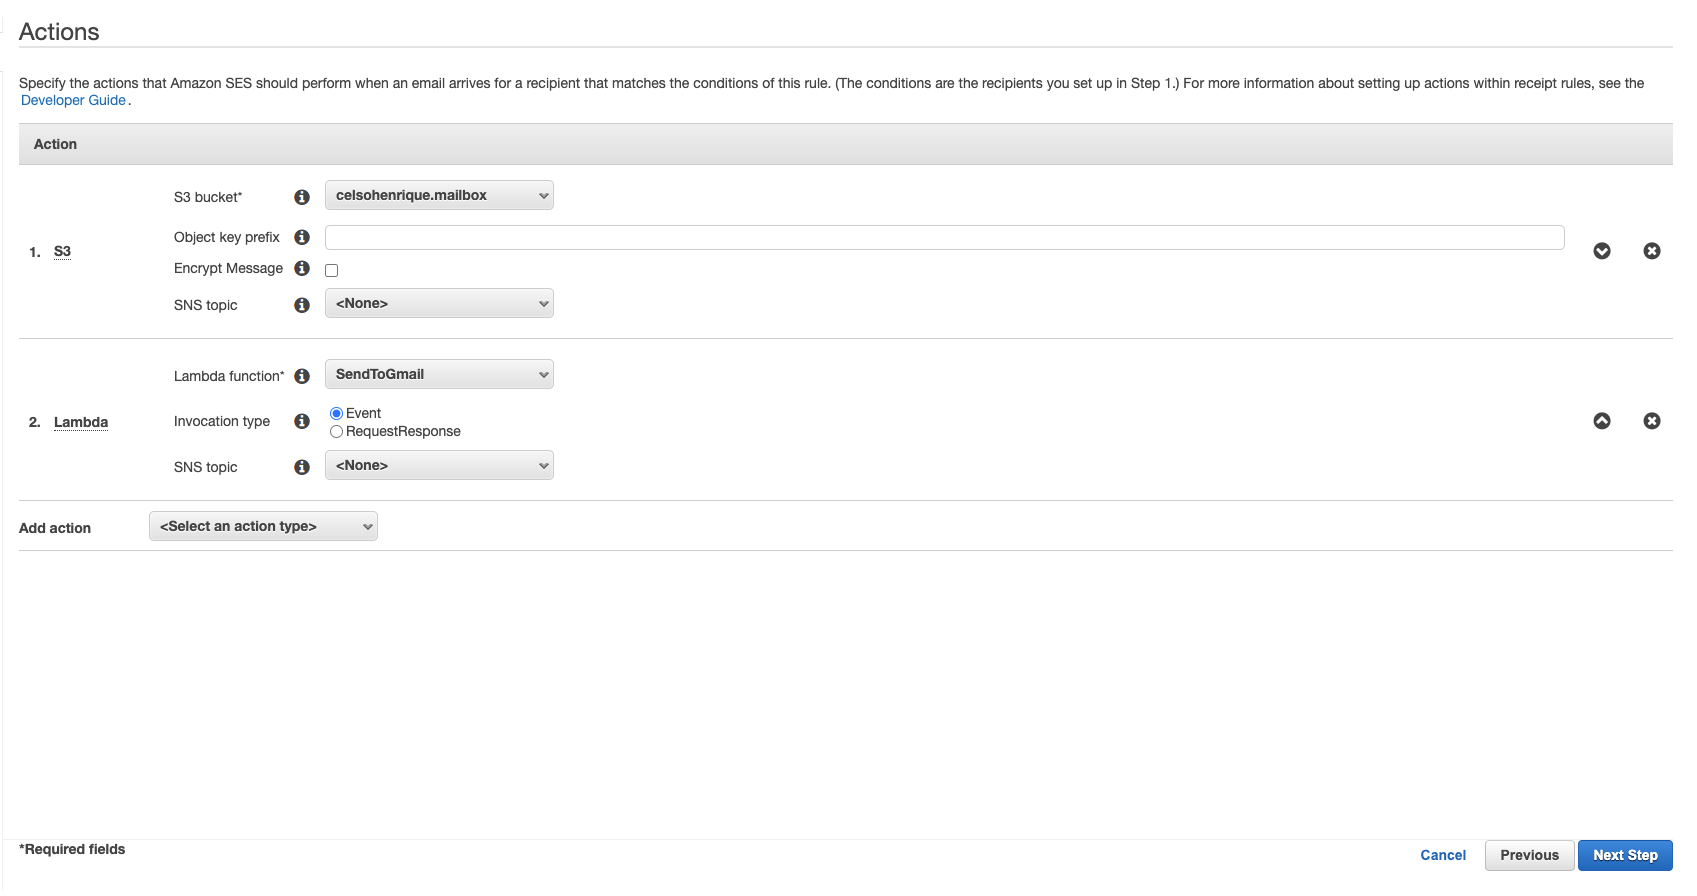 Actions
Specify the actions that Amazon SES should perform when an email arrives for a recipient that matches the conditions of this rule. (The conditions are the recipients you set up in Step 1.) For more information about setting up actions within receipt rules, see the
Developer Guide.
Action
1. S3
S3 bucket* celsohenrique.mailbox
Object key prefix
Encrypt Message
SNS topic <None>
2. Lambda
Lambda function* SendToGmail
Invocation type Event
RequestResponse
SNS topic <None>
Add action <Select an action type>
*Required fields
Cancel Previous Next Step